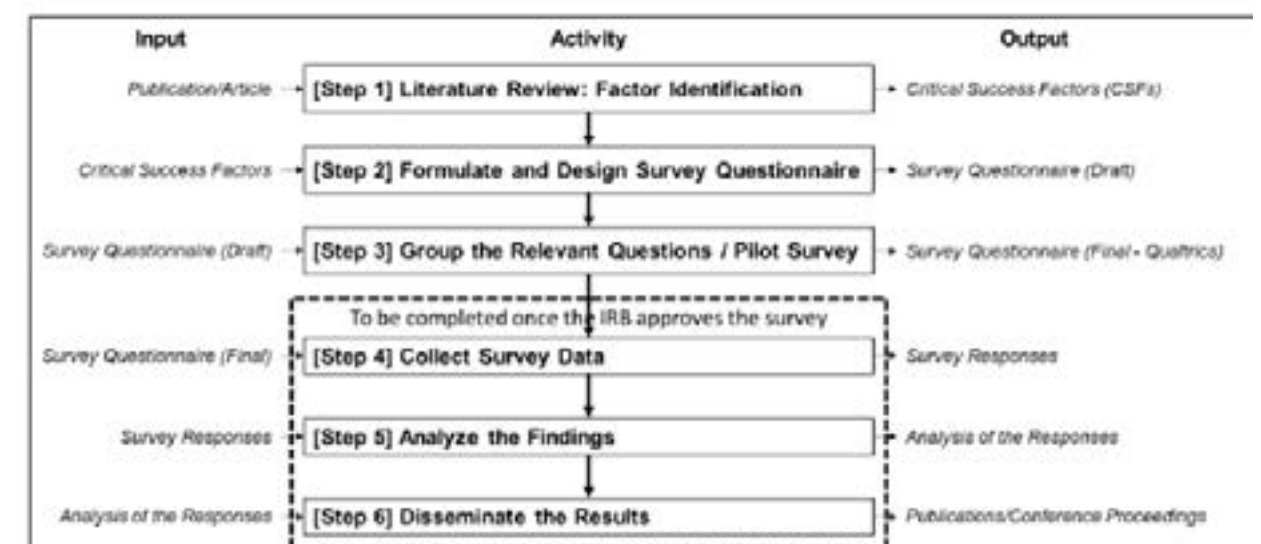 Input Activity Output
Publication/Article [Step 1] Literature Review: Factor Identification Critical Success Factors (CSFs)
Critical Success Factors [Step 2] Formulate and Design Survey Questionnaire Survey Questionnaire (Draft)
Survey Questionnaire (Draft) [Step 3] Group the Relevant Questions / Pilot Survey Survey Questionnaire (Final - Qualtrics)
To be completed once the IRB approves the survey
Survey Questionnaire (Final) [Step 4] Collect Survey Data Survey Responses
Survey Responses [Step 5] Analyze the Findings Analysis of the Responses
Analysis of the Responses [Step 6] Disseminate the Results Publications/Conference Proceedings